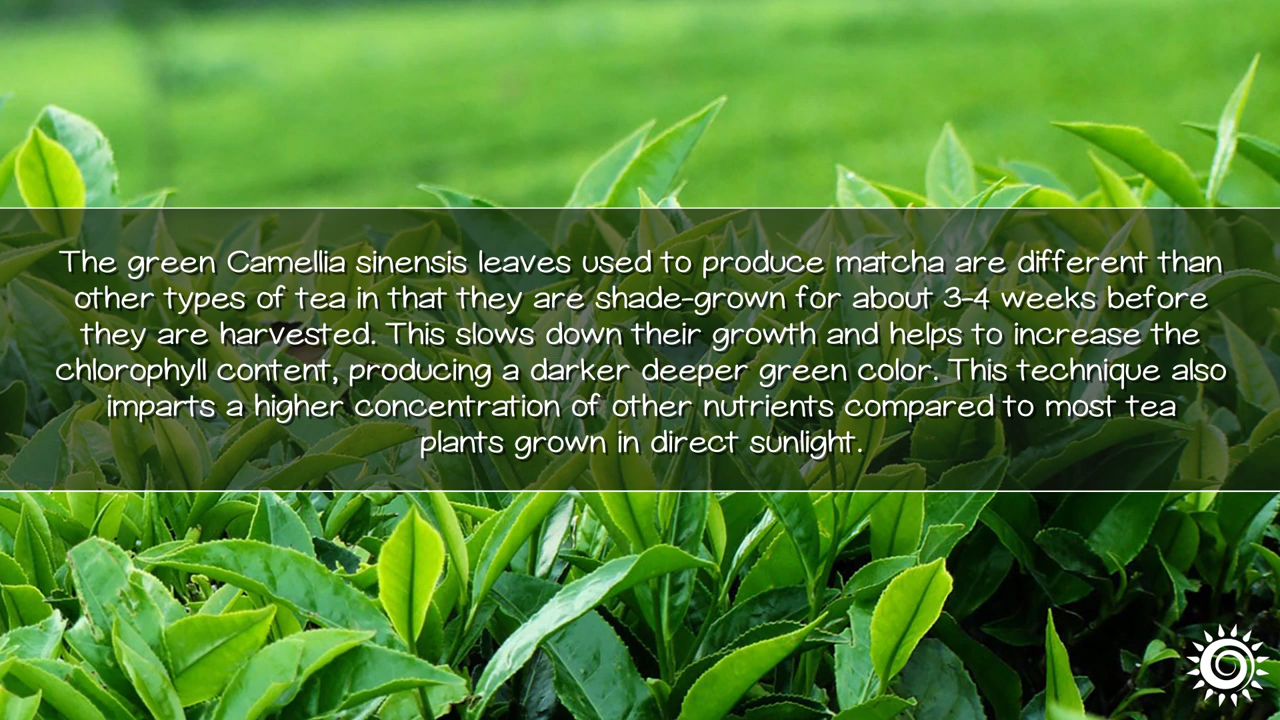 The green Camellia sinensis leaves used to produce matcha are different than
other types of tea in that they are shade-grown for about 3-4 weeks before
they are harvested. This slows down their growth and helps to increase the
chlorophyll content, producing a darker deeper green color. This technique also
imparts a higher concentration of other nutrients compared to most tea
plants grown in direct sunlight.